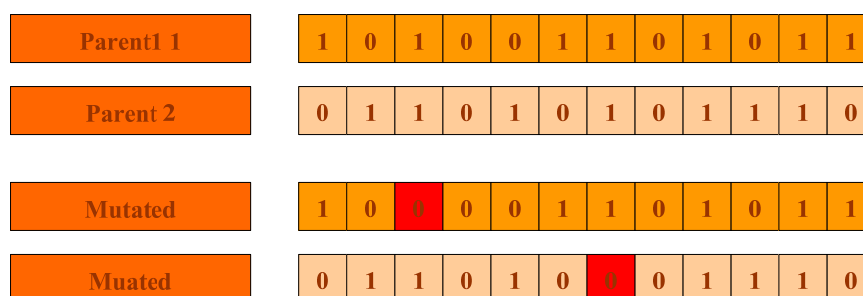 Parent1 1 1 0 1 0 0 1 1 0 1 0 1 1
Parent 2 0 1 1 0 1 0 1 0 1 1 1 0
Mutated 1 0 0 0 0 1 1 0 1 0 1 1
Muated 0 1 1 0 1 0 0 0 1 1 1 0